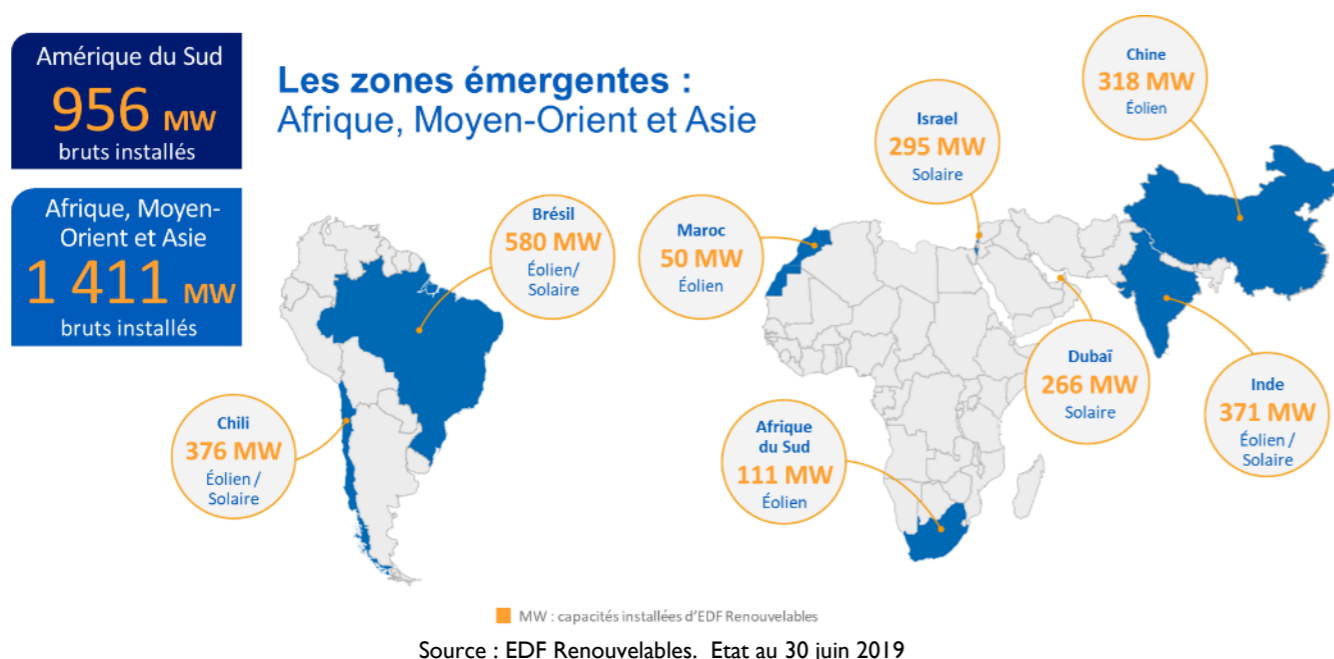 Amérique du Sud
956 MW
bruts installés
Afrique, Moyen-
Orient et Asie
1 411 MW
bruts installés
Les zones émergentes :
Afrique, Moyen-Orient et Asie
Chine
318 MW
Éolien
Israel
295 MW
Solaire
Brésil
580 MW
Éolien/
Solaire
Maroc
50 MW
Éolien
Chili
376 MW
Éolien /
Solaire
Afrique
du Sud
111 MW
Éolien
Dubaï
266 MW
Solaire
Inde
371 MW
Éolien /
Solaire
MW : capacités installées d'EDF Renouvelables
Source : EDF Renouvelables. Etat au 30 juin 2019